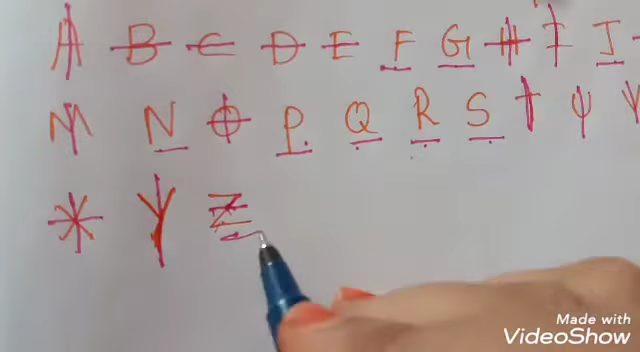 A B C D E F G H I J
M N O P Q R S T U V
X Y Z
Made with
VideoShow